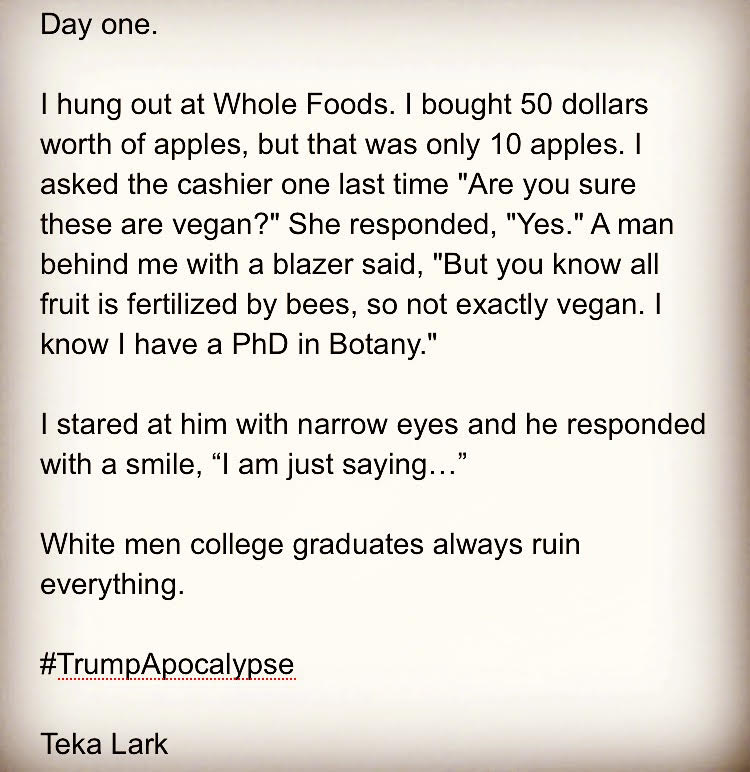 Day one.
I hung out at Whole Foods. I bought 50 dollars
worth of apples, but that was only 10 apples. I
asked the cashier one last time "Are you sure
these are vegan?" She responded, "Yes." A man
behind me with a blazer said, "But you know all
fruit is fertilized by bees, so not exactly vegan. I
know I have a PhD in Botany."
I stared at him with narrow eyes and he responded
with a smile, “I am just saying…”
White men college graduates always ruin
everything.
#TrumpApocalypse
Teka Lark